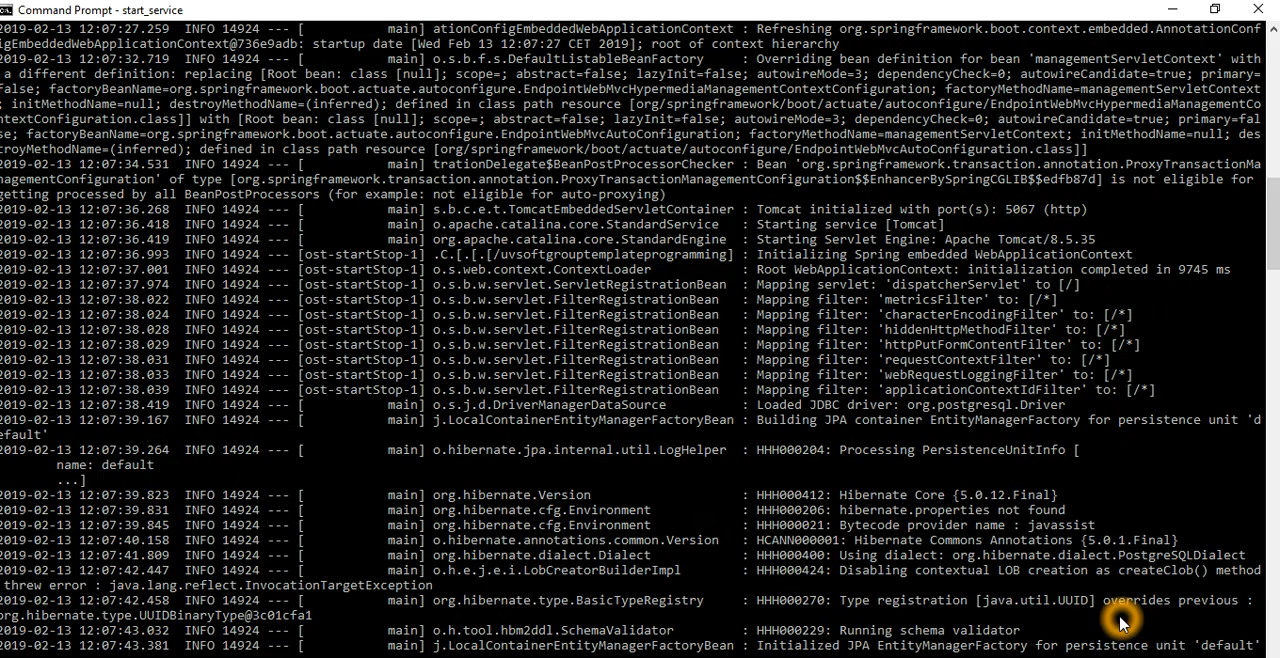 Command Prompt - start_service
2019-02-13 12:07:27.259  INFO 14924 --- [           main] ationConfigEmbeddedWebApplicationContext : Refreshing org.springframework.boot.context.embedded.AnnotationConf
igEmbeddedWebApplicationContext@736e9adb: startup date [Wed Feb 13 12:07:27 CET 2019]; root of context hierarchy
2019-02-13 12:07:32.719  INFO 14924 --- [           main] o.s.b.f.s.DefaultListableBeanFactory     : Overriding bean definition for bean 'managementServletContext' with
a different definition: replacing [Root bean: class [null]; scope=; abstract=false; lazyInit=false; autowireMode=3; dependencyCheck=0; autowireCandidate=true; primary=
false; factoryBeanName=org.springframework.boot.actuate.autoconfigure.EndpointWebMvcHypermediaManagementContextConfiguration; factoryMethodName=managementServletContext
; initMethodName=null; destroyMethodName=(inferred); defined in class path resource [org/springframework/boot/actuate/autoconfigure/EndpointWebMvcHypermediaManagementCo
ntextConfiguration.class]] with [Root bean: class [null]; scope=; abstract=false; lazyInit=false; autowireMode=3; dependencyCheck=0; autowireCandidate=true; primary=fal
se; factoryBeanName=org.springframework.boot.actuate.autoconfigure.EndpointWebMvcAutoConfiguration; factoryMethodName=managementServletContext; initMethodName=null; des
troyMethodName=(inferred); defined in class path resource [org/springframework/boot/actuate/autoconfigure/EndpointWebMvcAutoConfiguration.class]]
2019-02-13 12:07:34.531  INFO 14924 --- [           main] trationDelegate$BeanPostProcessorChecker : Bean 'org.springframework.transaction.annotation.ProxyTransactionMa
nagementConfiguration' of type [org.springframework.transaction.annotation.ProxyTransactionManagementConfiguration$$EnhancerBySpringCGLIB$$edfb87d] is not eligible for
getting processed by all BeanPostProcessors (for example: not eligible for auto-proxying)
2019-02-13 12:07:36.268  INFO 14924 --- [           main] s.b.c.e.t.TomcatEmbeddedServletContainer : Tomcat initialized with port(s): 5067 (http)
2019-02-13 12:07:36.418  INFO 14924 --- [           main] o.apache.catalina.core.StandardService   : Starting service [Tomcat]
2019-02-13 12:07:36.419  INFO 14924 --- [           main] org.apache.catalina.core.StandardEngine  : Starting Servlet Engine: Apache Tomcat/8.5.35
2019-02-13 12:07:36.993  INFO 14924 --- [ost-startStop-1] .C.[.[.[/uvsoftgrouptemplateprogramming] : Initializing Spring embedded WebApplicationContext
2019-02-13 12:07:37.001  INFO 14924 --- [ost-startStop-1] o.s.web.context.ContextLoader            : Root WebApplicationContext: initialization completed in 9745 ms
2019-02-13 12:07:37.974  INFO 14924 --- [ost-startStop-1] o.s.b.w.servlet.ServletRegistrationBean  : Mapping servlet: 'dispatcherServlet' to [/]
2019-02-13 12:07:38.022  INFO 14924 --- [ost-startStop-1] o.s.b.w.servlet.FilterRegistrationBean   : Mapping filter: 'metricsFilter' to: [/*]
2019-02-13 12:07:38.024  INFO 14924 --- [ost-startStop-1] o.s.b.w.servlet.FilterRegistrationBean   : Mapping filter: 'characterEncodingFilter' to: [/*]
2019-02-13 12:07:38.028  INFO 14924 --- [ost-startStop-1] o.s.b.w.servlet.FilterRegistrationBean   : Mapping filter: 'hiddenHttpMethodFilter' to: [/*]
2019-02-13 12:07:38.029  INFO 14924 --- [ost-startStop-1] o.s.b.w.servlet.FilterRegistrationBean   : Mapping filter: 'httpPutFormContentFilter' to: [/*]
2019-02-13 12:07:38.031  INFO 14924 --- [ost-startStop-1] o.s.b.w.servlet.FilterRegistrationBean   : Mapping filter: 'requestContextFilter' to: [/*]
2019-02-13 12:07:38.033  INFO 14924 --- [ost-startStop-1] o.s.b.w.servlet.FilterRegistrationBean   : Mapping filter: 'webRequestLoggingFilter' to: [/*]
2019-02-13 12:07:38.039  INFO 14924 --- [ost-startStop-1] o.s.b.w.servlet.FilterRegistrationBean   : Mapping filter: 'applicationContextIdFilter' to: [/*]
2019-02-13 12:07:38.419  INFO 14924 --- [           main] o.s.j.d.DriverManagerDataSource          : Loaded JDBC driver: org.postgresql.Driver
2019-02-13 12:07:39.167  INFO 14924 --- [           main] j.LocalContainerEntityManagerFactoryBean : Building JPA container EntityManagerFactory for persistence unit 'd
efault'
2019-02-13 12:07:39.264  INFO 14924 --- [           main] o.hibernate.jpa.internal.util.LogHelper  : HHH000204: Processing PersistenceUnitInfo [
name: default
...]
2019-02-13 12:07:39.823  INFO 14924 --- [           main] org.hibernate.Version                    : HHH000412: Hibernate Core {5.0.12.Final}
2019-02-13 12:07:39.831  INFO 14924 --- [           main] org.hibernate.cfg.Environment            : HHH000206: hibernate.properties not found
2019-02-13 12:07:39.845  INFO 14924 --- [           main] org.hibernate.cfg.Environment            : HHH000021: Bytecode provider name : javassist
2019-02-13 12:07:40.158  INFO 14924 --- [           main] o.hibernate.annotations.common.Version   : HCANN000001: Hibernate Commons Annotations {5.0.1.Final}
2019-02-13 12:07:41.809  INFO 14924 --- [           main] org.hibernate.dialect.Dialect            : HHH000400: Using dialect: org.hibernate.dialect.PostgreSQLDialect
2019-02-13 12:07:42.447  INFO 14924 --- [           main] o.h.e.j.e.i.LobCreatorBuilderImpl        : HHH000424: Disabling contextual LOB creation as createClob() method
threw error : java.lang.reflect.InvocationTargetException
2019-02-13 12:07:42.458  INFO 14924 --- [           main] org.hibernate.type.BasicTypeRegistry     : HHH000270: Type registration [java.util.UUID] overrides previous :
org.hibernate.type.UUIDBinaryType@3c01cfa1
2019-02-13 12:07:43.032  INFO 14924 --- [           main] o.h.tool.hbm2ddl.SchemaValidator         : HHH000229: Running schema validator
2019-02-13 12:07:43.381  INFO 14924 --- [           main] j.LocalContainerEntityManagerFactoryBean : Initialized JPA EntityManagerFactory for persistence unit 'default'